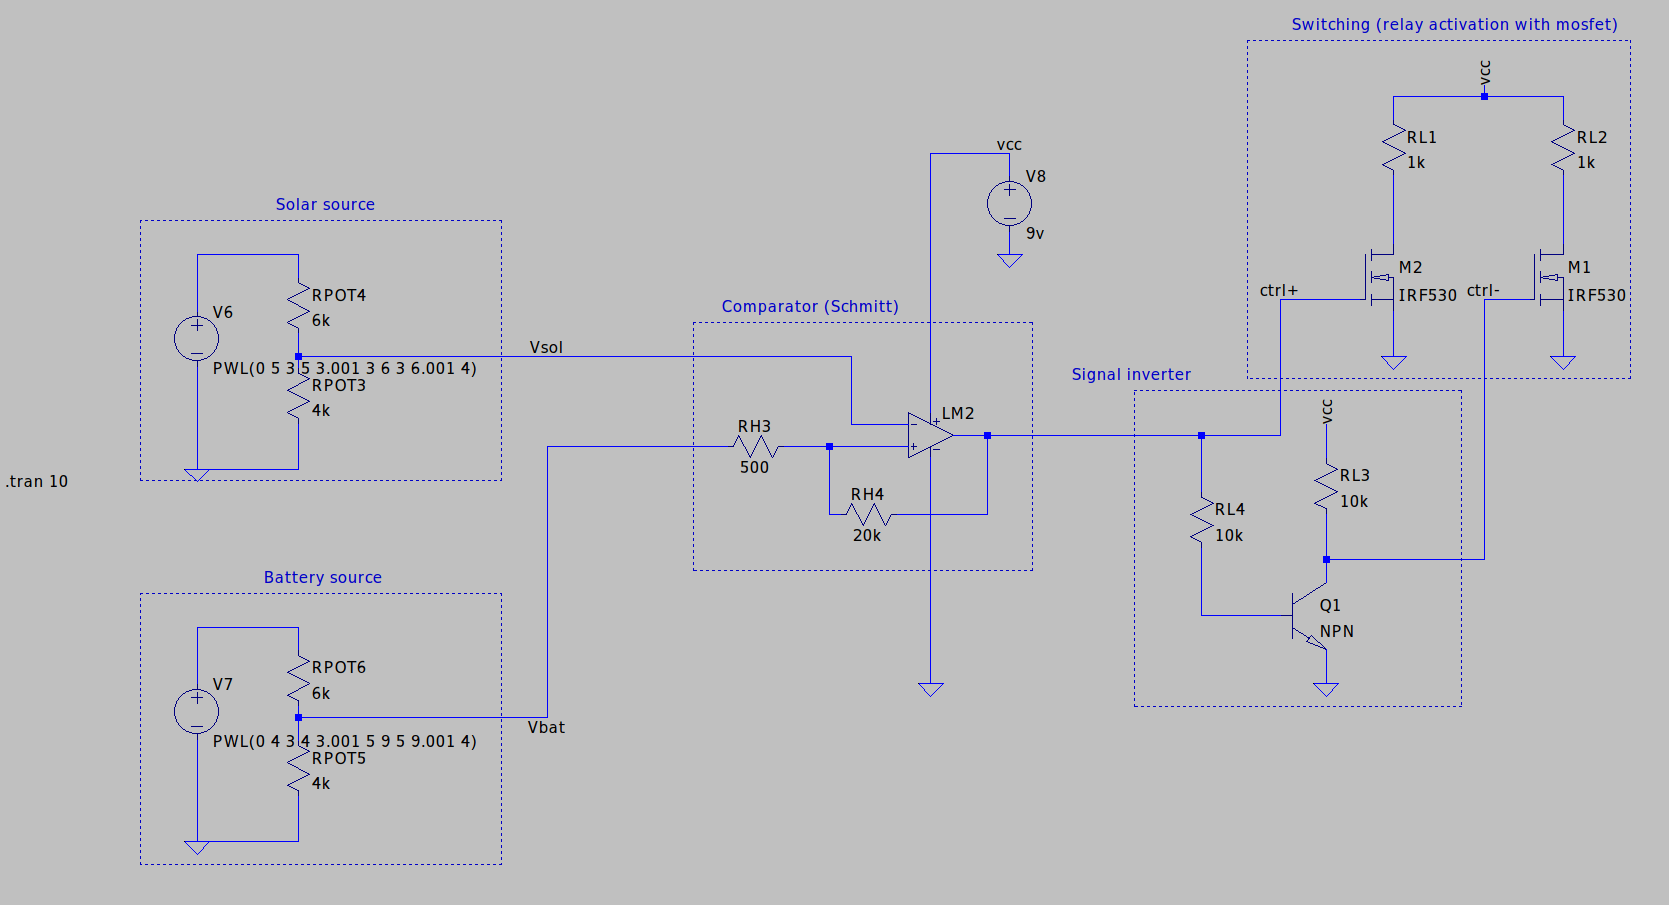 Switching (relay activation with mosfet)
vcc
RL1
1k
RL2
1k
M2
IRF530
M1
IRF530
ctrl+
ctrl-
vcc
V8
9v
Solar source
V6
RPOT4
6k
PWL(0 5 3 5 3.001 3 6 3 6.001 4)
RPOT3
4k
Vsol
Comparator (Schmitt)
LM2
RH3
500
RH4
20k
Signal inverter
vcc
RL3
10k
RL4
10k
Q1
NPN
.tran 10
Battery source
V7
RPOT6
6k
PWL(0 4 3 4 3.001 5 9 5 9.001 4)
RPOT5
4k
Vbat